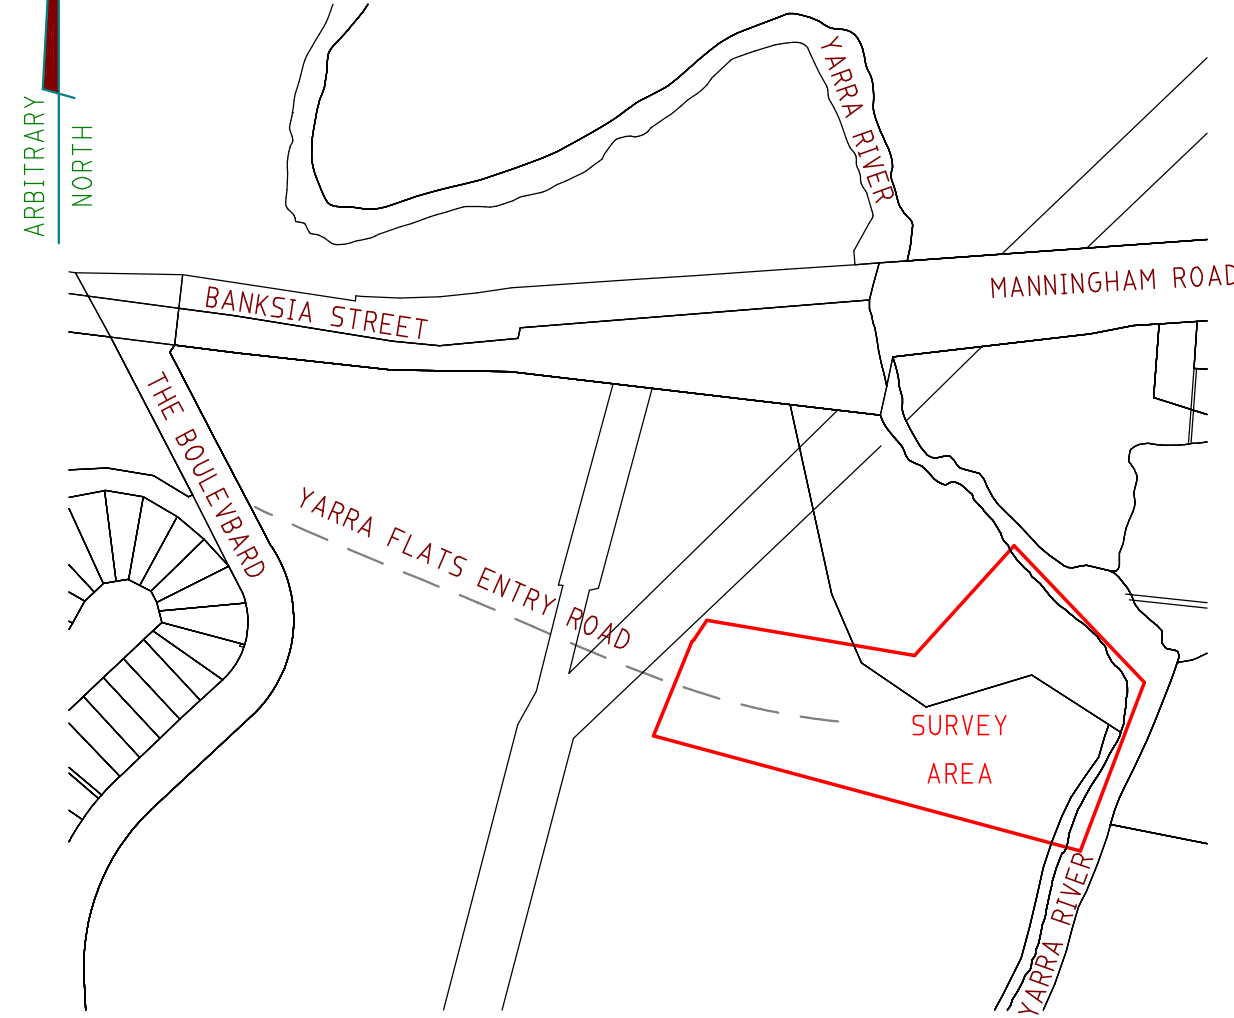 ARBITRARY
NORTH
YARRA RIVER
BANKSIA STREET
MANNINGHAM ROAD
THE BOULEVBARD
YARRA FLATS ENTRY ROAD
SURVEY
AREA
YARRA RIVER